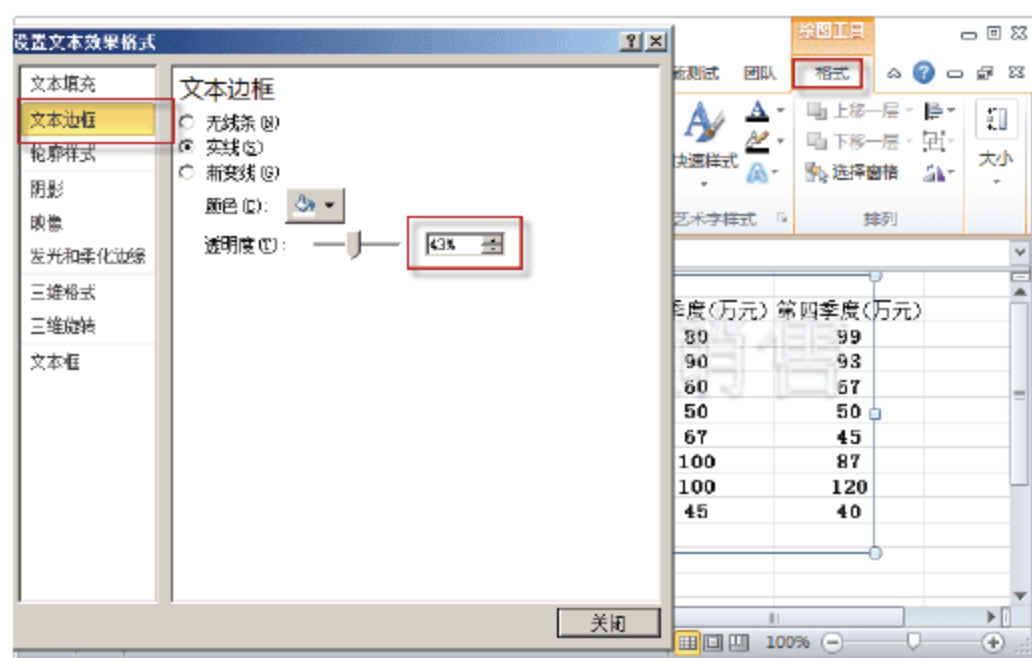 设置文本效果格式
文本填充
文本边框
轮廓样式
阴影
映像
发光和柔化边缘
三维格式
三维旋转
文本框
文本边框
无线条(N)
实线(S)
渐变线(G)
颜色(C):
透明度(T):
43%
关闭
绘图工具
团队
格式
快速样式
上移一层
下移一层
选择窗格
大小
艺术字样式
排列
季度(万元) 第四季度(万元)
销售
80 99
90 93
60 67
50 50
67 45
100 87
100 120
45 40
100%